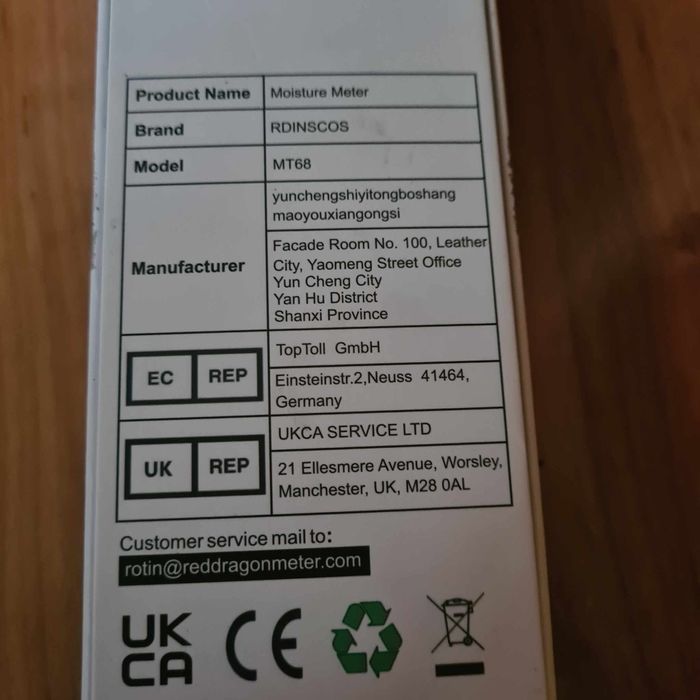 Product Name Moisture Meter
Brand RDINSCOS
Model MT68
Manufacturer
yunchengshiyitongboshang
maoyouxiangongsi
Facade Room No. 100, Leather
City, Yaomeng Street Office
Yun Cheng City
Yan Hu District
Shanxi Province
EC REP
TopToll GmbH
Einsteinstr.2,Neuss 41464,
Germany
UK REP
UKCA SERVICE LTD
21 Ellesmere Avenue, Worsley,
Manchester, UK, M28 0AL
Customer service mail to:
rotin@reddragonmeter.com
UK
CA
CE